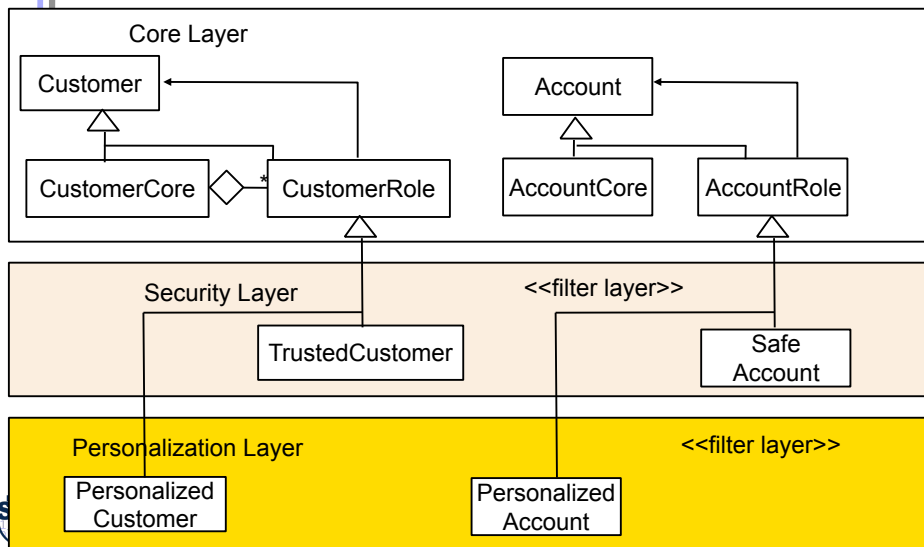 Core Layer
Customer
Account
CustomerCore
*
CustomerRole
AccountCore
AccountRole
Security Layer
<<filter layer>>
TrustedCustomer
Safe
Account
Personalization Layer
<<filter layer>>
Personalized
Customer
Personalized
Account